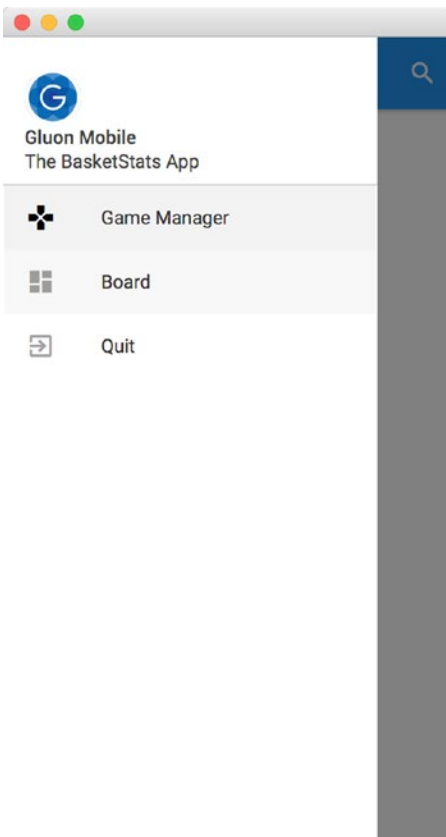 G
Gluon Mobile
The BasketStats App
Game Manager
Board
Quit